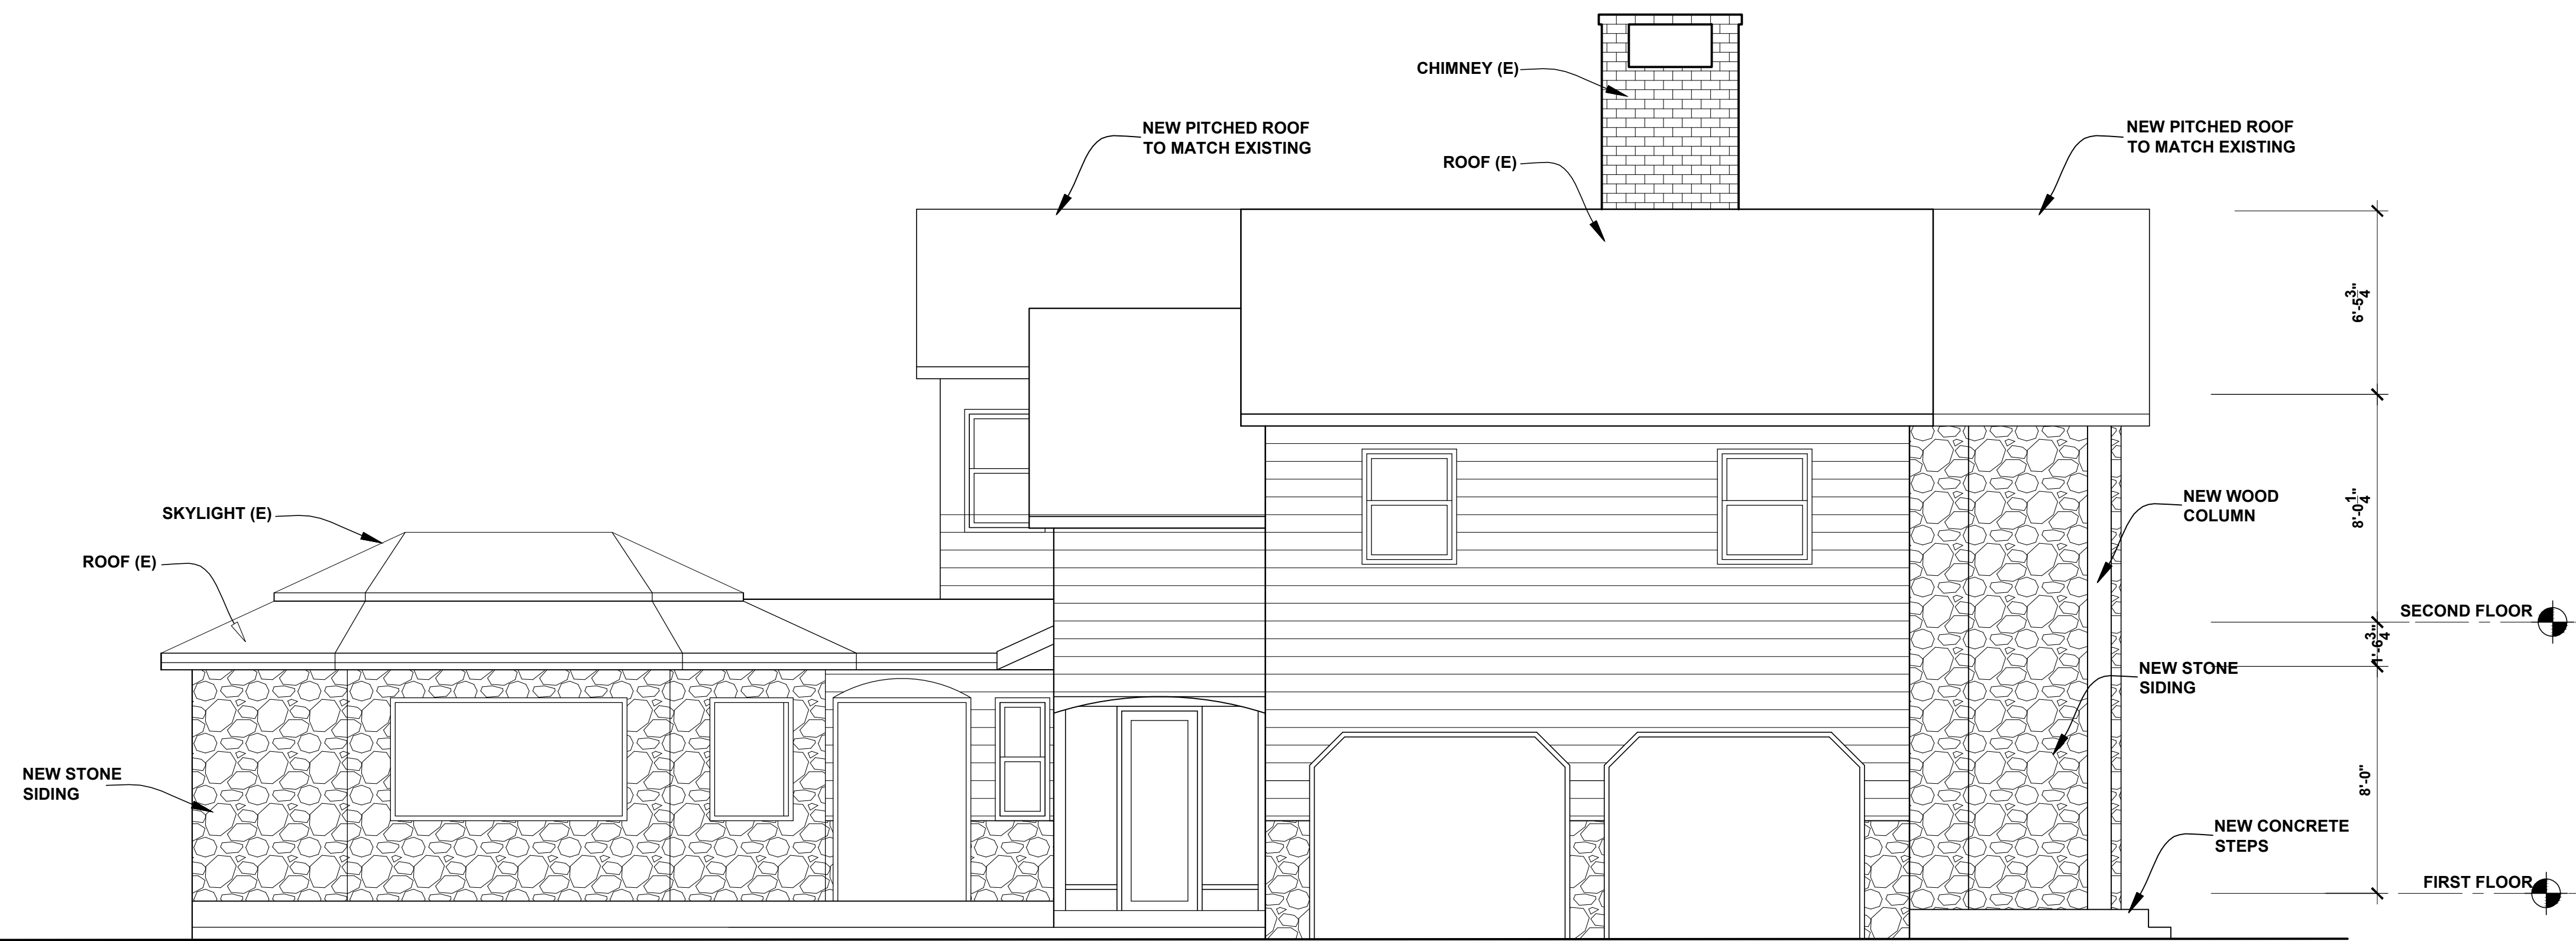 CHIMNEY (E)
NEW PITCHED ROOF
TO MATCH EXISTING
ROOF (E)
NEW PITCHED ROOF
TO MATCH EXISTING
6'-5 3/4"
SKYLIGHT (E)
ROOF (E)
NEW WOOD
COLUMN
8'-0 1/4"
SECOND FLOOR
1'-6 3/4"
NEW STONE
SIDING
NEW STONE
SIDING
8'-0"
NEW CONCRETE
STEPS
FIRST FLOOR